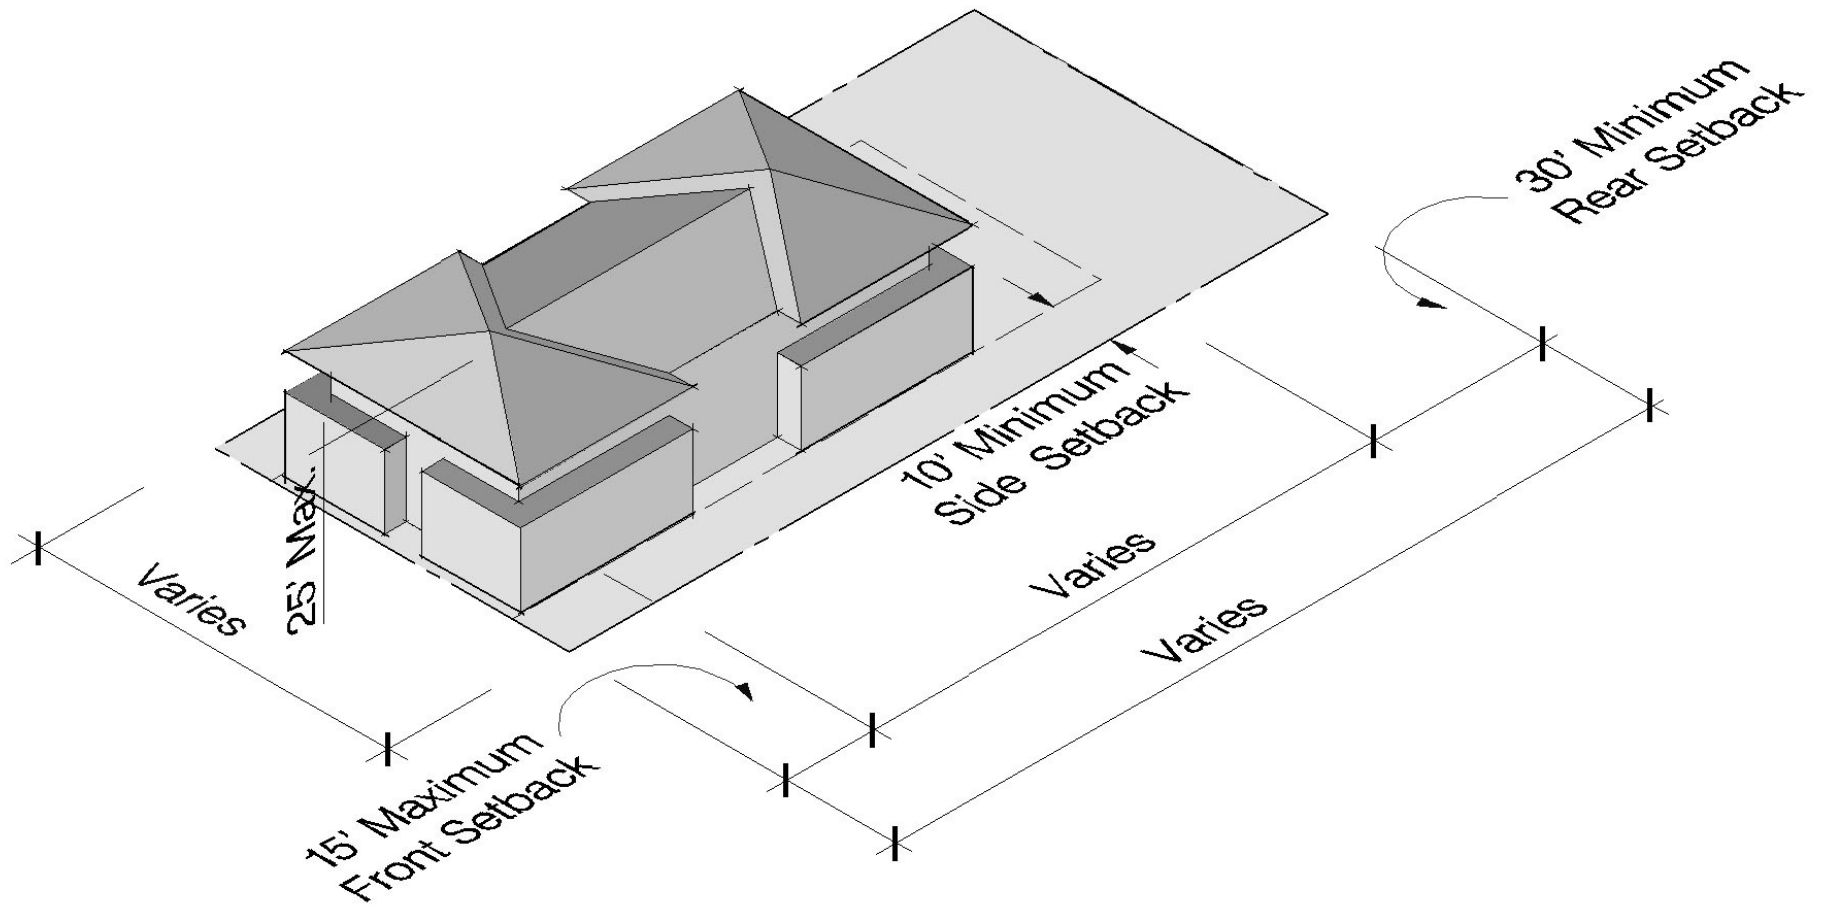 30' Minimum
Rear Setback
10' Minimum
Side Setback
Varies
25' Max.
Varies
Varies
15' Maximum
Front Setback